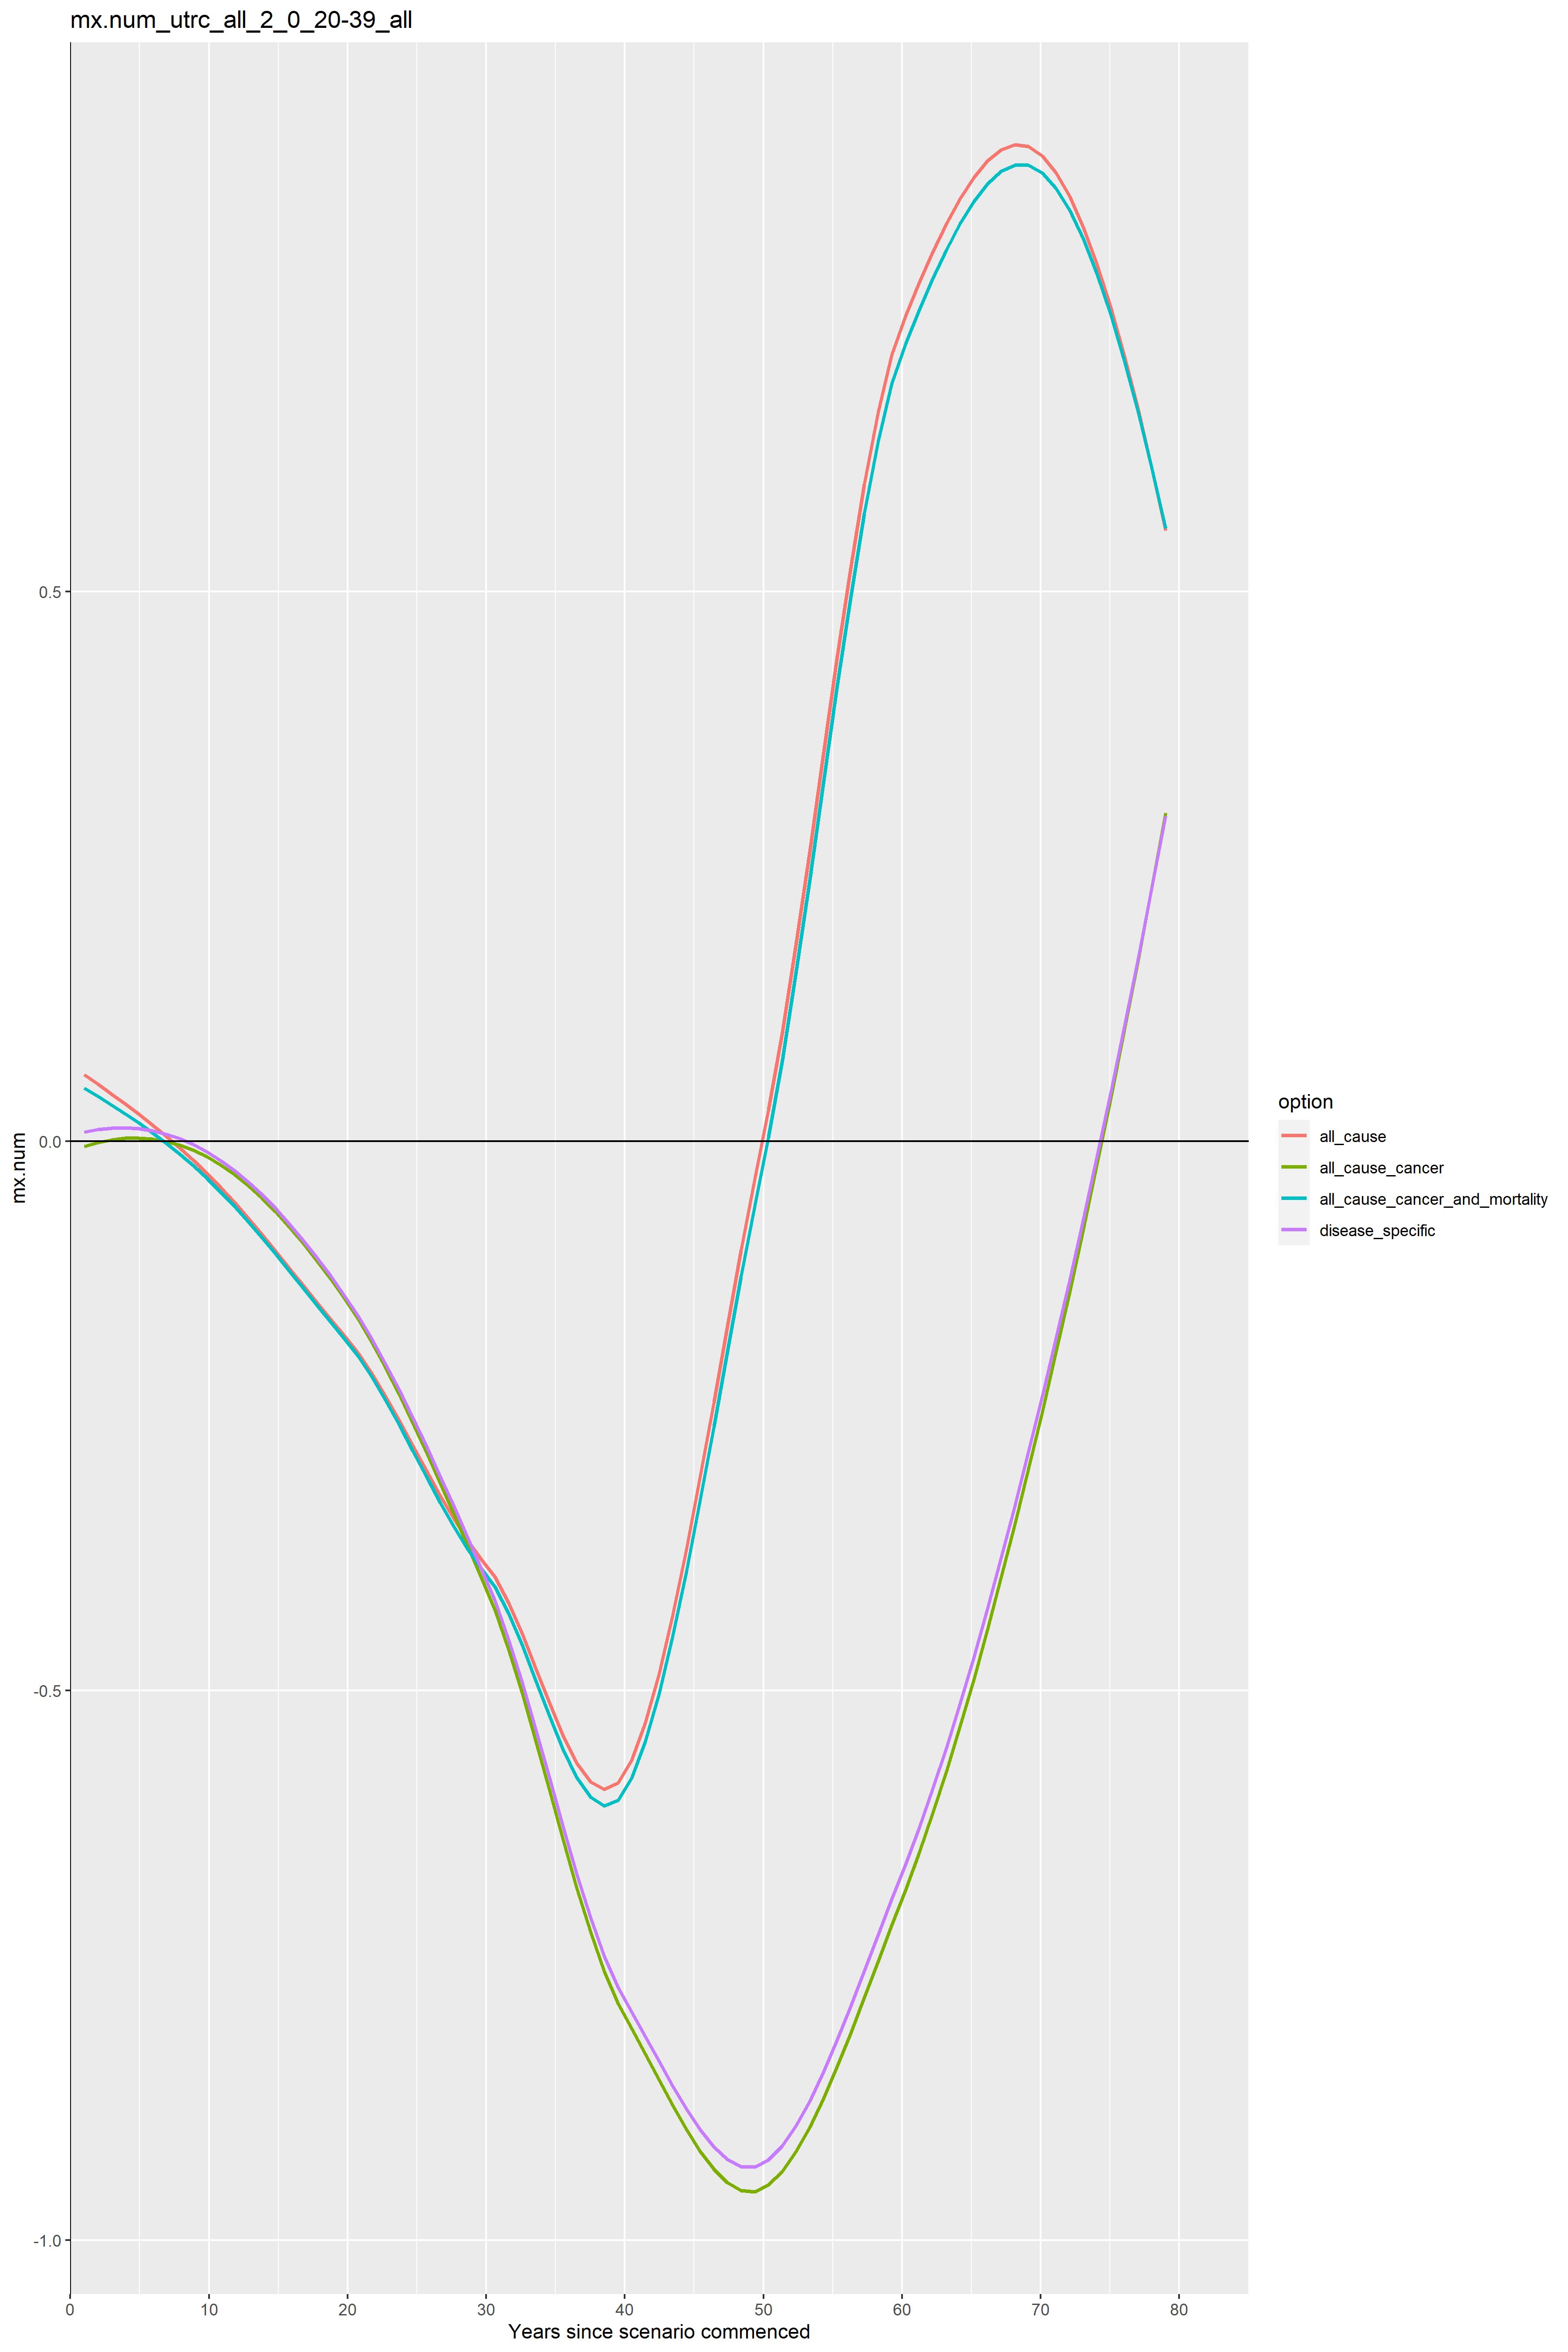 mx.num_utrc_all_2_0_20-39_all
mx.num
0.5
0.0
-0.5
-1.0
0 10 20 30 40 50 60 70 80
Years since scenario commenced
option
all_cause
all_cause_cancer
all_cause_cancer_and_mortality
disease_specific